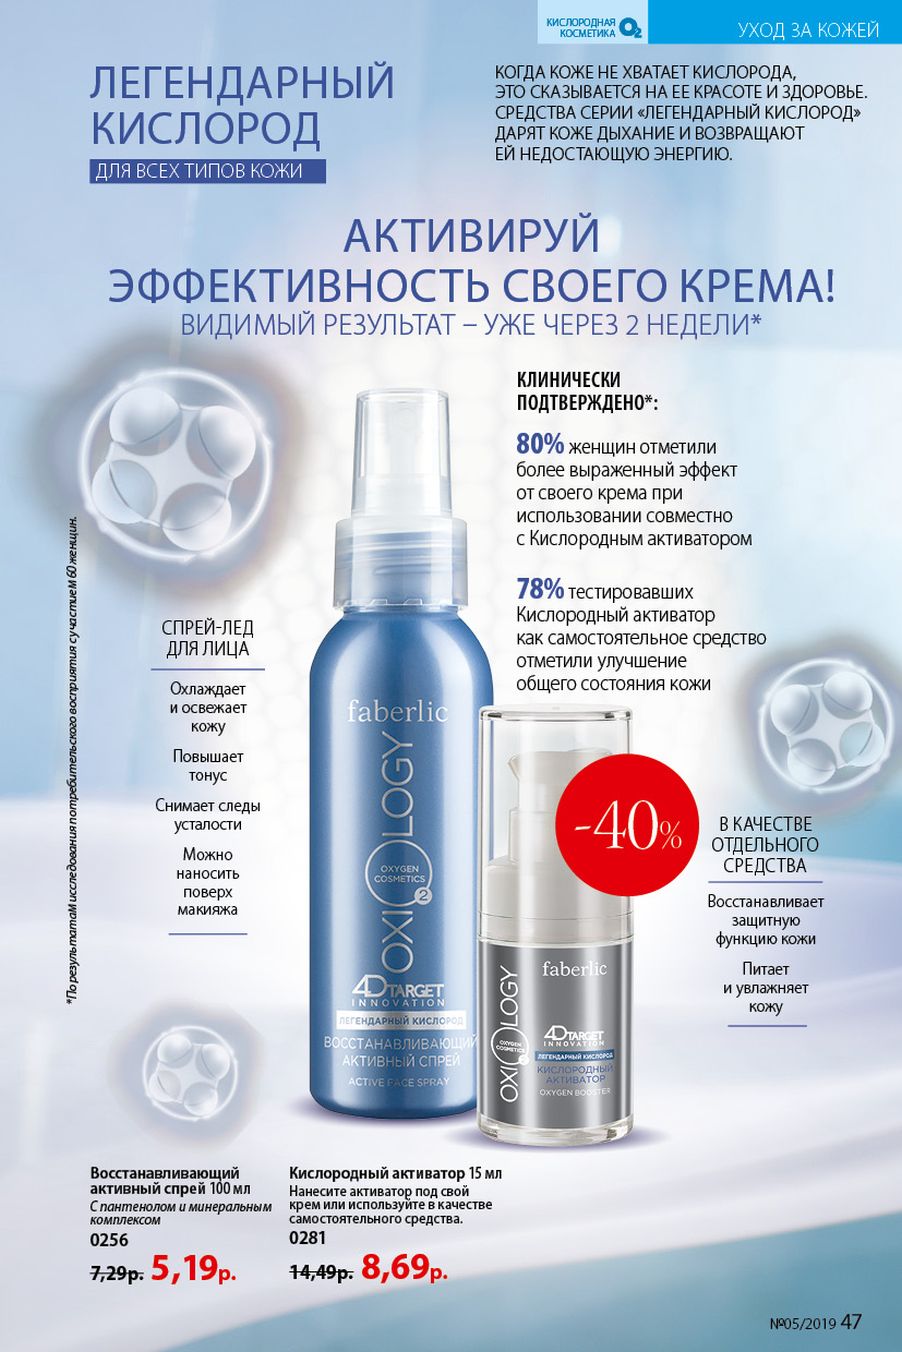 КИСЛОРОДНАЯ
КОСМЕТИКА O2
УХОД ЗА КОЖЕЙ
ЛЕГЕНДАРНЫЙ
КИСЛОРОД
ДЛЯ ВСЕХ ТИПОВ КОЖИ
КОГДА КОЖЕ НЕ ХВАТАЕТ КИСЛОРОДА,
ЭТО СКАЗЫВАЕТСЯ НА ЕЕ КРАСОТЕ И ЗДОРОВЬЕ.
СРЕДСТВА СЕРИИ «ЛЕГЕНДАРНЫЙ КИСЛОРОД»
ДАРЯТ КОЖЕ ДЫХАНИЕ И ВОЗВРАЩАЮТ
ЕЙ НЕДОСТАЮЩУЮ ЭНЕРГИЮ.
АКТИВИРУЙ
ЭФФЕКТИВНОСТЬ СВОЕГО КРЕМА!
ВИДИМЫЙ РЕЗУЛЬТАТ – УЖЕ ЧЕРЕЗ 2 НЕДЕЛИ*
КЛИНИЧЕСКИ
ПОДТВЕРЖДЕНО*:
80% женщин отметили
более выраженный эффект
от своего крема при
использовании совместно
с Кислородным активатором
78% тестировавших
Кислородный активатор
как самостоятельное средство
отметили улучшение
общего состояния кожи
*По результатам исследования потребительского восприятия с участием 60 женщин.
СПРЕЙ-ЛЕД
ДЛЯ ЛИЦА
Охлаждает
и освежает
кожу
Повышает
тонус
Снимает следы
усталости
Можно
наносить
поверх
макияжа
faberlic
OXIOLOGY
OXYGEN
COSMETICS
2
4D TARGET
INNOVATION
ЛЕГЕНДАРНЫЙ КИСЛОРОД
ВОССТАНАВЛИВАЮЩИЙ
АКТИВНЫЙ СПРЕЙ
ACTIVE FACE SPRAY
-40%
faberlic
OXIOLOGY
OXYGEN
COSMETICS
2
4D TARGET
INNOVATION
ЛЕГЕНДАРНЫЙ КИСЛОРОД
КИСЛОРОДНЫЙ
АКТИВАТОР
OXYGEN BOOSTER
В КАЧЕСТВЕ
ОТДЕЛЬНОГО
СРЕДСТВА
Восстанавливает
защитную
функцию кожи
Питает
и увлажняет
кожу
Восстанавливающий
активный спрей 100 мл
С пантенолом и минеральным
комплексом
0256
7,29р. 5,19р.
Кислородный активатор 15 мл
Нанесите активатор под свой
крем или используйте в качестве
самостоятельного средства.
0281
14,49р. 8,69р.
№05/2019 47